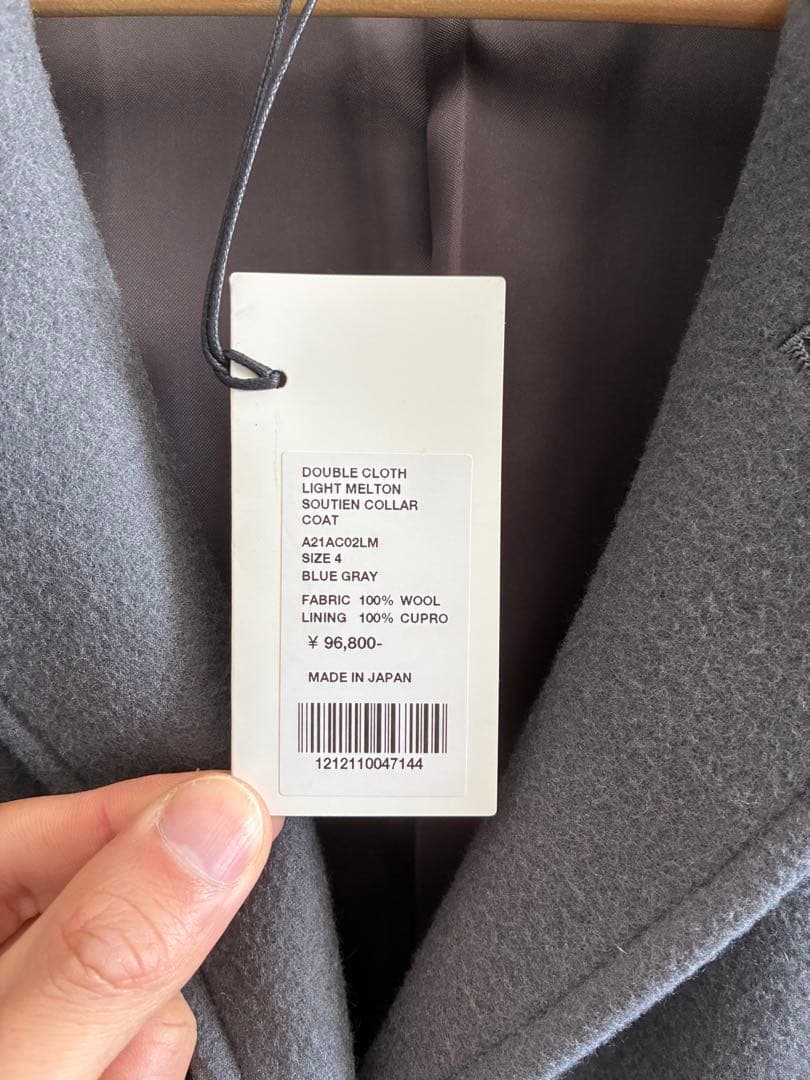 DOUBLE CLOTH
LIGHT MELTON
SOUTIEN COLLAR
COAT
A21AC02LM
SIZE 4
BLUE GRAY
FABRIC 100% WOOL
LINING 100% CUPRO
¥ 96,800-
MADE IN JAPAN
1212110047144